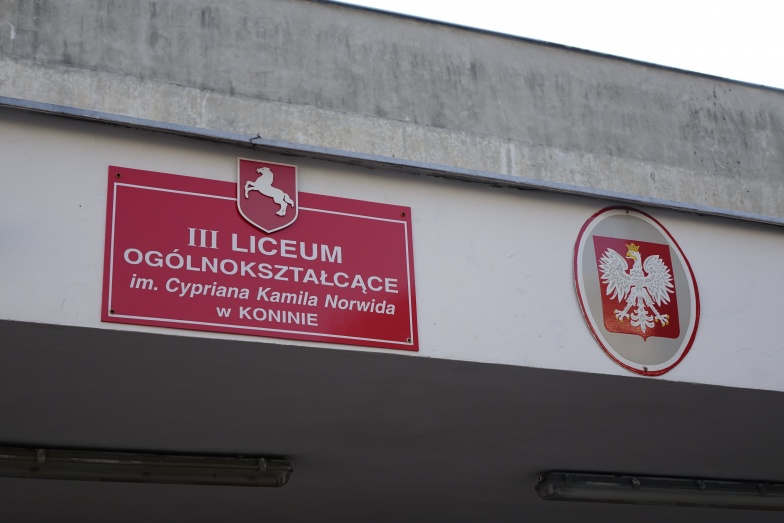 III LICEUM
OGÓLNOKSZTAŁCĄCE
im. Cypriana Kamila Norwida
w KONINIE